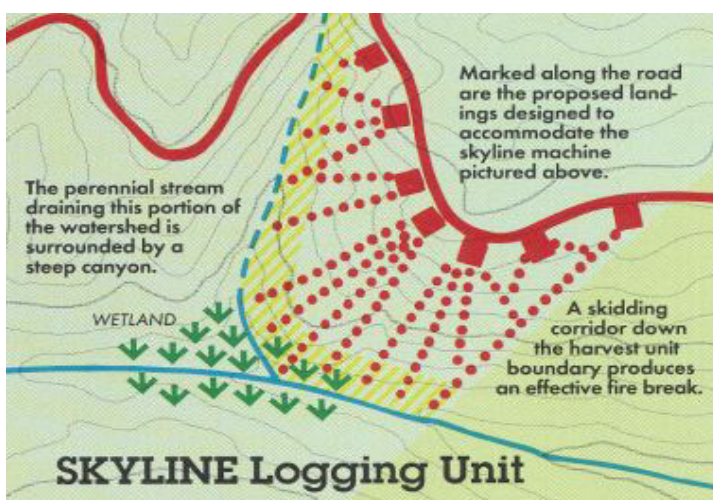 Marked along the road
are the proposed land-
ings designed to
accommodate the
skyline machine
pictured above.
The perennial stream
draining this portion of
the watershed is
surrounded by a
steep canyon.
WETLAND
A skidding
corridor down
the harvest unit
boundary produces
an effective fire break.
SKYLINE Logging Unit